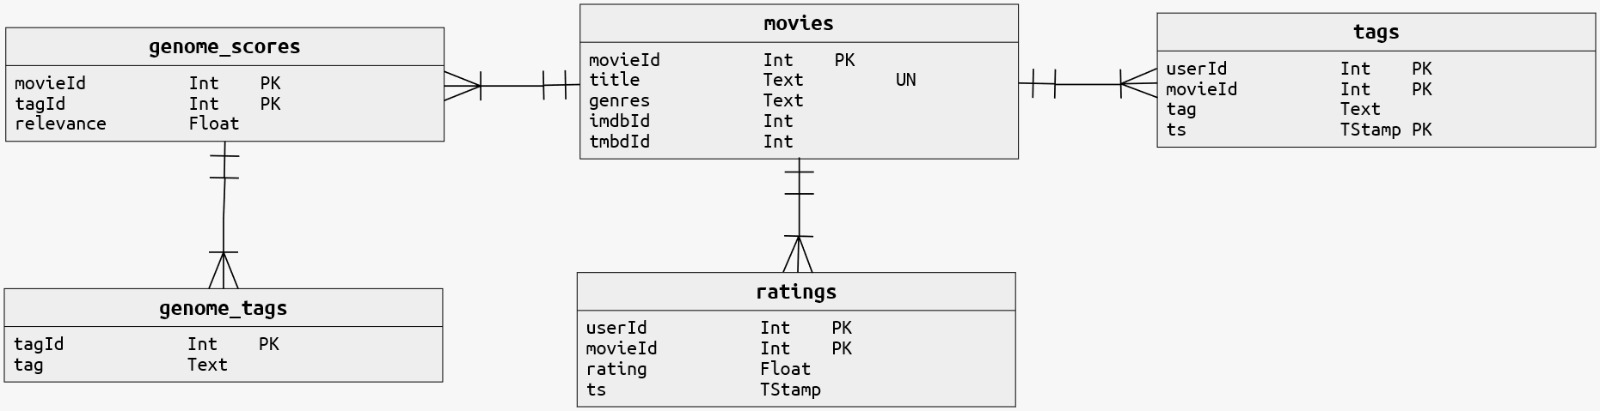 genome_scores
movieId Int PK
tagId Int PK
relevance Float
movies
movieId Int PK
title Text UN
genres Text
imdbId Int
tmbdId Int
tags
userId Int PK
movieId Int PK
tag Text
ts TStamp PK
genome_tags
tagId Int PK
tag Text
ratings
userId Int PK
movieId Int PK
rating Float
ts TStamp